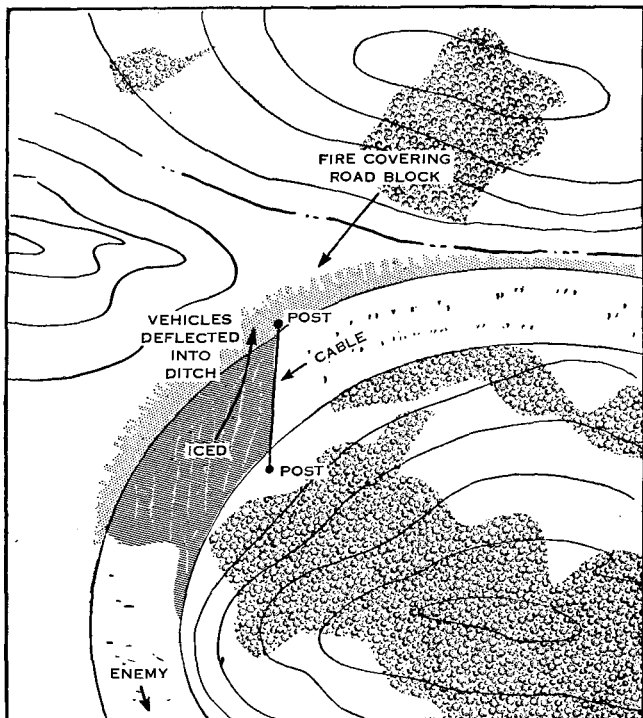 FIRE COVERING
ROAD BLOCK
VEHICLES
DEFLECTED
INTO
DITCH
POST
CABLE
ICED
POST
ENEMY